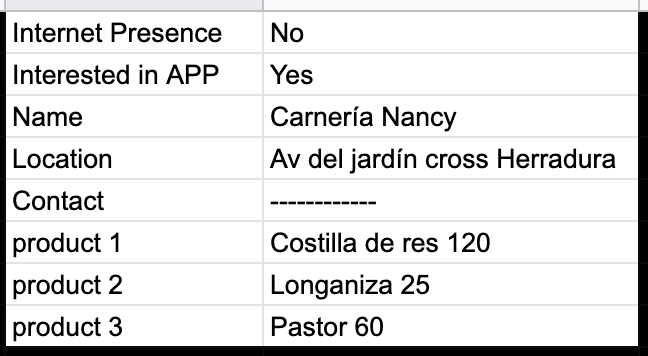 Internet Presence No
Interested in APP Yes
Name Carnería Nancy
Location Av del jardín cross Herradura
Contact ------------
product 1 Costilla de res 120
product 2 Longaniza 25
product 3 Pastor 60